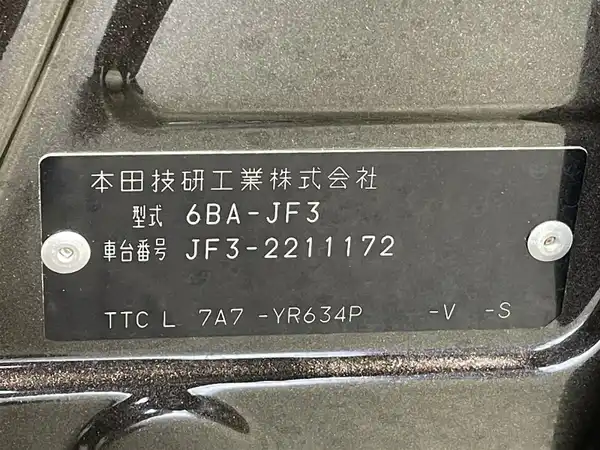 本田技研工業株式会社
型式 6BA-JF3
車台番号 JF3-2211172
TTC L 7A7 -YR634P -V -S